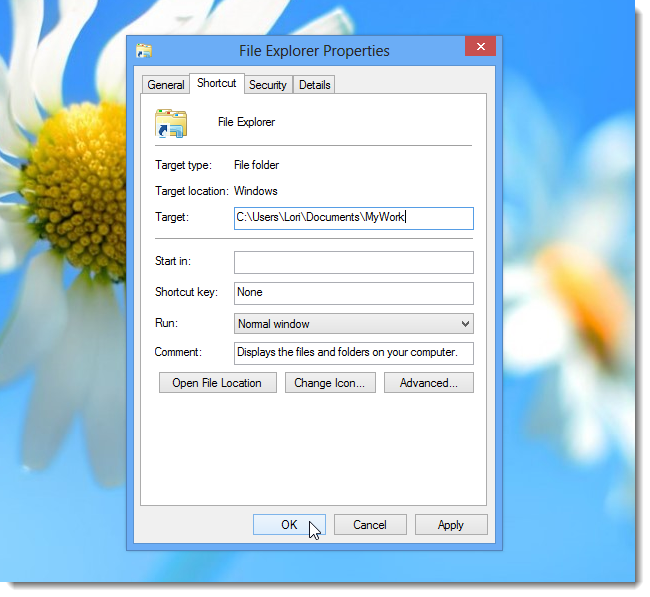 File Explorer Properties
General Shortcut Security Details
File Explorer
Target type: File folder
Target location: Windows
Target: C:\Users\Lori\Documents\MyWork
Start in:
Shortcut key: None
Run: Normal window
Comment: Displays the files and folders on your computer.
Open File Location Change Icon... Advanced...
OK Cancel Apply